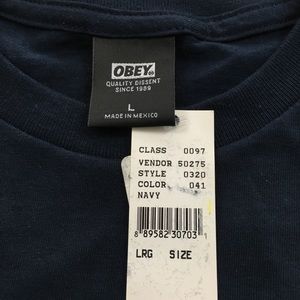 OBEY
QUALITY DISSENT
SINCE 1989
L
MADE IN MEXICO
CLASS 0097
VENDOR 50275
STYLE 0320
COLOR 041
NAVY
8 89582 30703 1
LRG SIZE